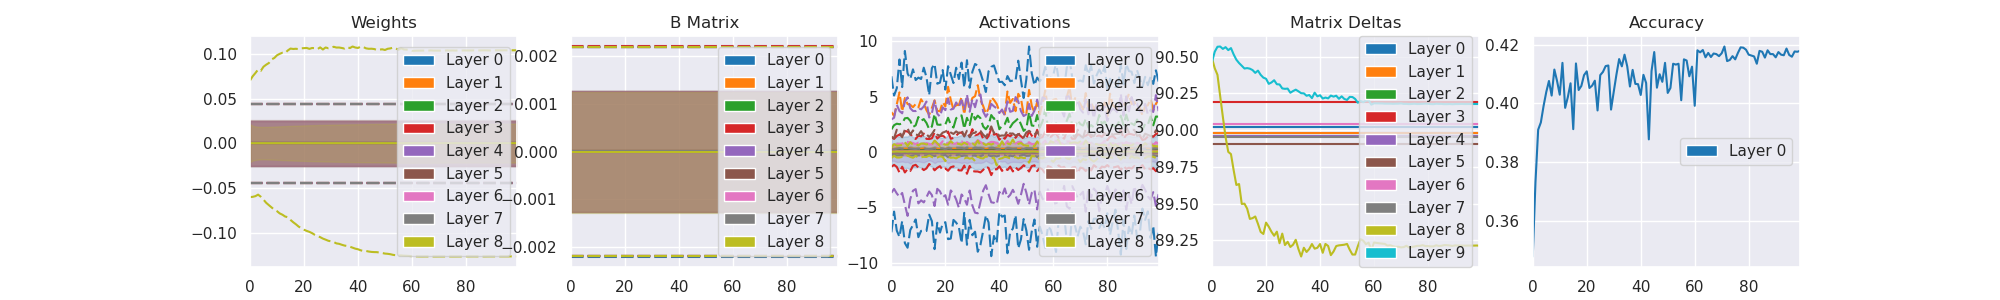 Weights
0.10
0.05
0.00
−0.05
−0.10
0
20
40
60
80
Layer 0
Layer 1
Layer 2
Layer 3
Layer 4
Layer 5
Layer 6
Layer 7
Layer 8
B Matrix
0.002
0.001
0.000
−0.001
−0.002
0
20
40
60
80
Layer 0
Layer 1
Layer 2
Layer 3
Layer 4
Layer 5
Layer 6
Layer 7
Layer 8
Activations
10
5
0
−5
−10
0
20
40
60
80
Layer 0
Layer 1
Layer 2
Layer 3
Layer 4
Layer 5
Layer 6
Layer 7
Layer 8
Matrix Deltas
90.50
90.25
90.00
89.75
89.50
89.25
0
20
40
60
80
Layer 0
Layer 1
Layer 2
Layer 3
Layer 4
Layer 5
Layer 6
Layer 7
Layer 8
Layer 9
Accuracy
0.42
0.40
0.38
0.36
0
20
40
60
80
Layer 0